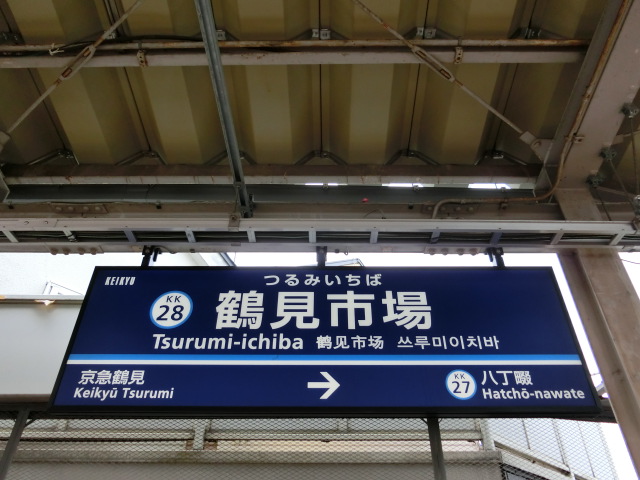 KEIKYU
つるみいちば
KK
28
鶴見市場
Tsurumi-ichiba 鹤见市场 쓰루미이치바
京急鶴見
Keikyū Tsurumi
→
KK
27
八丁畷
Hatchō-nawate